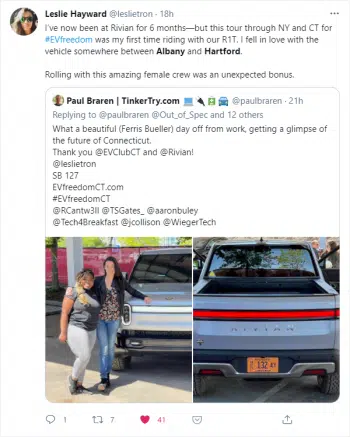 Leslie Hayward @leslietron · 18h
I've now been at Rivian for 6 months—but this tour through NY and CT for
#EVfreedom was my first time riding with our R1T. I fell in love with the
vehicle somewhere between Albany and Hartford.
Rolling with this amazing female crew was an unexpected bonus.
Paul Braren | TinkerTry.com @paulbraren · 21h
Replying to @paulbraren @Out_of_Spec and 12 others
What a beautiful (Ferris Bueller) day off from work, getting a glimpse of
the future of Connecticut.
Thank you @EVClubCT and @Rivian!
@leslietron
SB 127
EVfreedomCT.com
#EVfreedomCT
@RCantw3ll @TSGates_ @aaronbuley
@Tech4Breakfast @jcollison @WiegerTech
RIVIAN
1
7
41